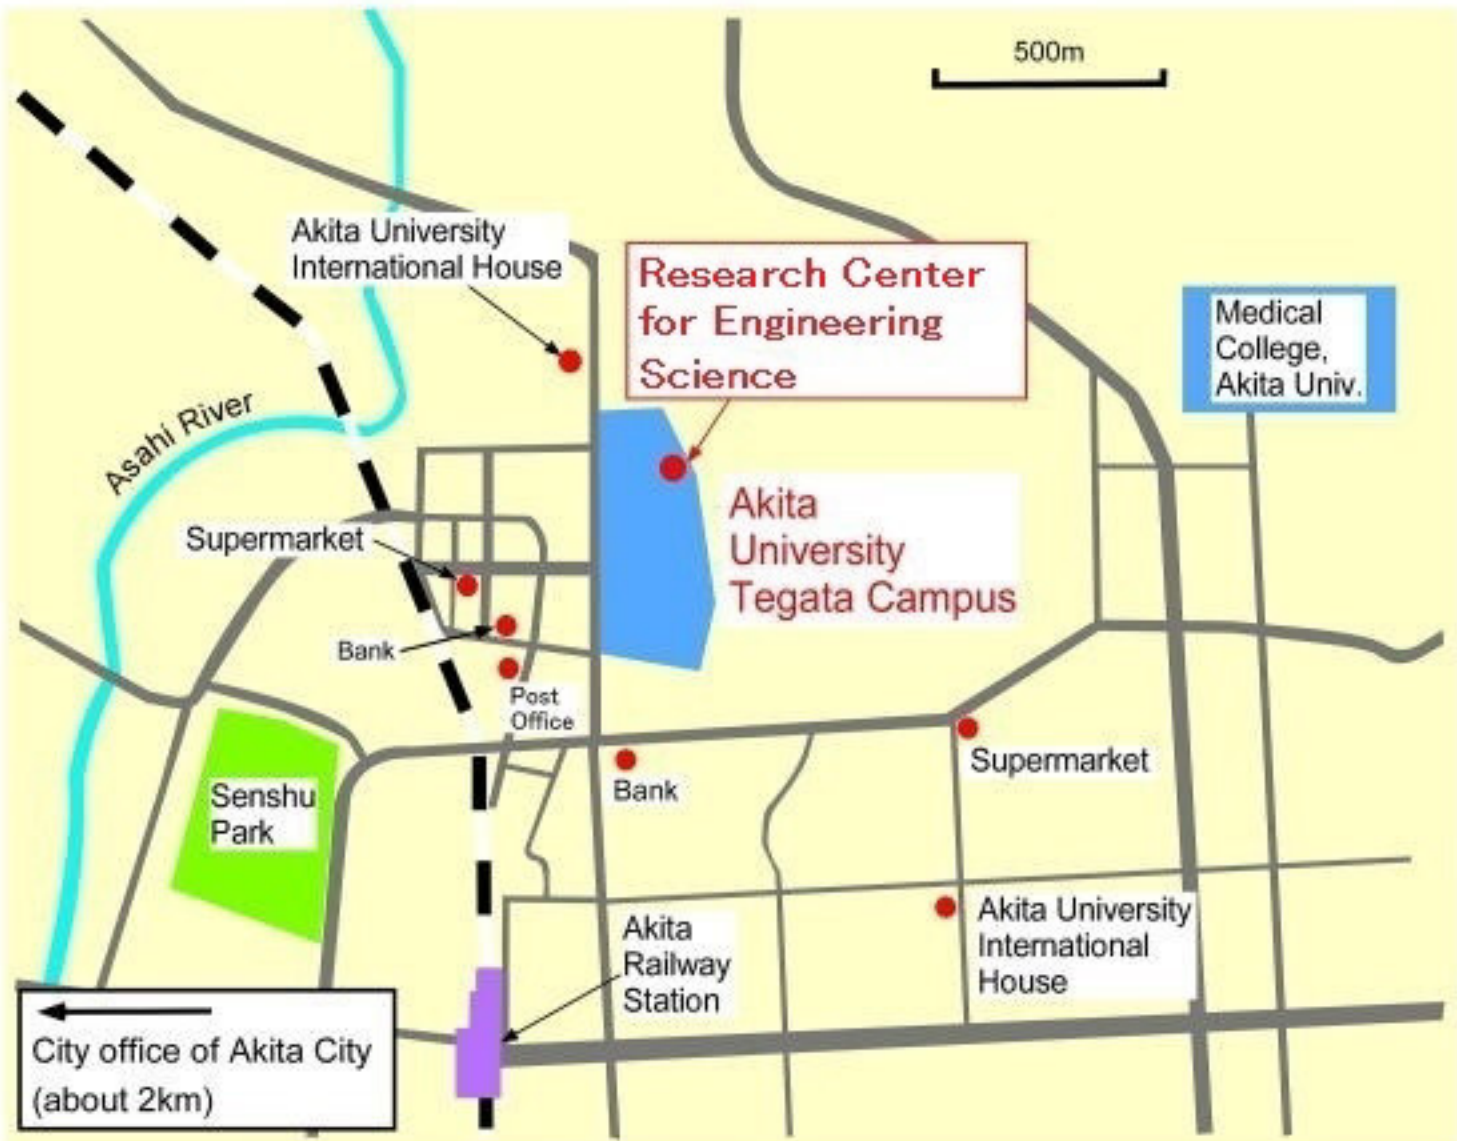 500m
Akita University
International House
Research Center
for Engineering
Science
Medical
College,
Akita Univ.
Asahi River
Akita
University
Tegata Campus
Supermarket
Bank
Post
Office
Supermarket
Bank
Senshu
Park
Akita University
International
House
Akita
Railway
Station
City office of Akita City
(about 2km)